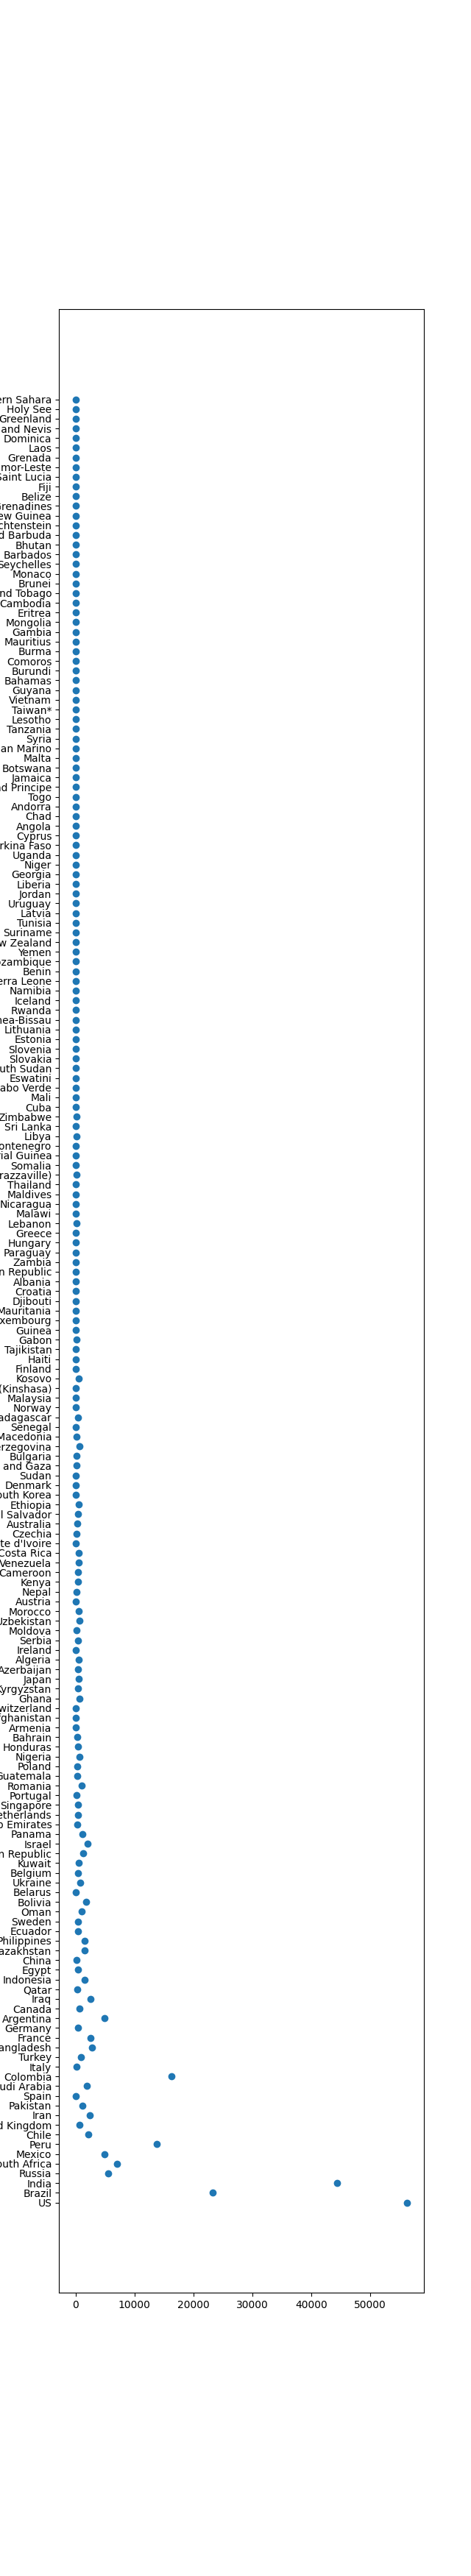 ern Sahara
Holy See
Greenland
and Nevis
Dominica
Laos
Grenada
mor-Leste
Saint Lucia
Fiji
Belize
Grenadines
ew Guinea
chtenstein
d Barbuda
Bhutan
Barbados
Seychelles
Monaco
Brunei
nd Tobago
Cambodia
Eritrea
Mongolia
Gambia
Mauritius
Burma
Comoros
Burundi
Bahamas
Guyana
Vietnam
Taiwan*
Lesotho
Tanzania
Syria
an Marino
Malta
Botswana
Jamaica
d Principe
Togo
Andorra
Chad
Angola
Cyprus
rkina Faso
Uganda
Niger
Georgia
Liberia
Jordan
Uruguay
Latvia
Tunisia
Suriname
w Zealand
Yemen
ozambique
Benin
erra Leone
Namibia
Iceland
Rwanda
nea-Bissau
Lithuania
Estonia
Slovenia
Slovakia
uth Sudan
Eswatini
abo Verde
Mali
Cuba
Zimbabwe
Sri Lanka
Libya
ontenegro
rial Guinea
Somalia
razzaville)
Thailand
Maldives
Nicaragua
Malawi
Lebanon
Greece
Hungary
Paraguay
Zambia
n Republic
Albania
Croatia
Djibouti
Mauritania
xembourg
Guinea
Gabon
Tajikistan
Haiti
Finland
Kosovo
(Kinshasa)
Malaysia
Norway
adagascar
Senegal
Macedonia
erzegovina
Bulgaria
and Gaza
Sudan
Denmark
outh Korea
Ethiopia
l Salvador
Australia
Czechia
te d'Ivoire
Costa Rica
Venezuela
Cameroon
Kenya
Nepal
Austria
Morocco
Uzbekistan
Moldova
Serbia
Ireland
Algeria
Azerbaijan
Japan
Kyrgyzstan
Ghana
witzerland
fghanistan
Armenia
Bahrain
Honduras
Nigeria
Poland
Guatemala
Romania
Portugal
Singapore
etherlands
b Emirates
Panama
Israel
n Republic
Kuwait
Belgium
Ukraine
Belarus
Bolivia
Oman
Sweden
Ecuador
Philippines
azakhstan
China
Egypt
Indonesia
Qatar
Iraq
Canada
Argentina
Germany
France
angladesh
Turkey
Italy
Colombia
udi Arabia
Spain
Pakistan
Iran
d Kingdom
Chile
Peru
Mexico
outh Africa
Russia
India
Brazil
US
0 10000 20000 30000 40000 50000